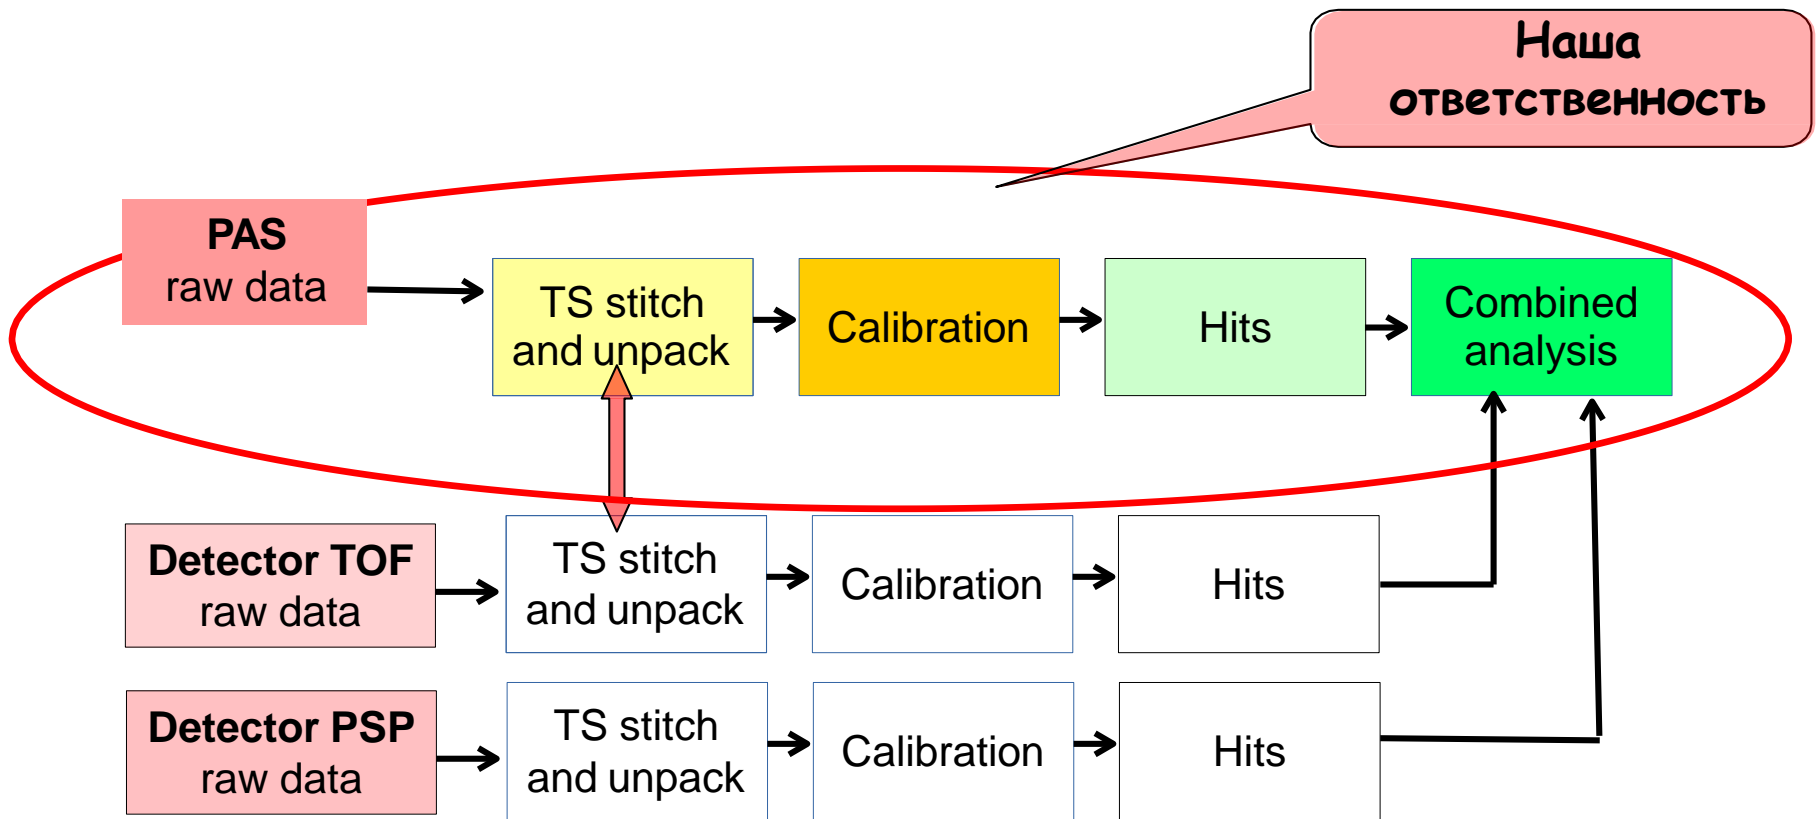 Наша
ответственность
PAS
raw data
TS stitch
and unpack
Calibration
Hits
Combined
analysis
Detector TOF
raw data
TS stitch
and unpack
Calibration
Hits
Detector PSP
raw data
TS stitch
and unpack
Calibration
Hits